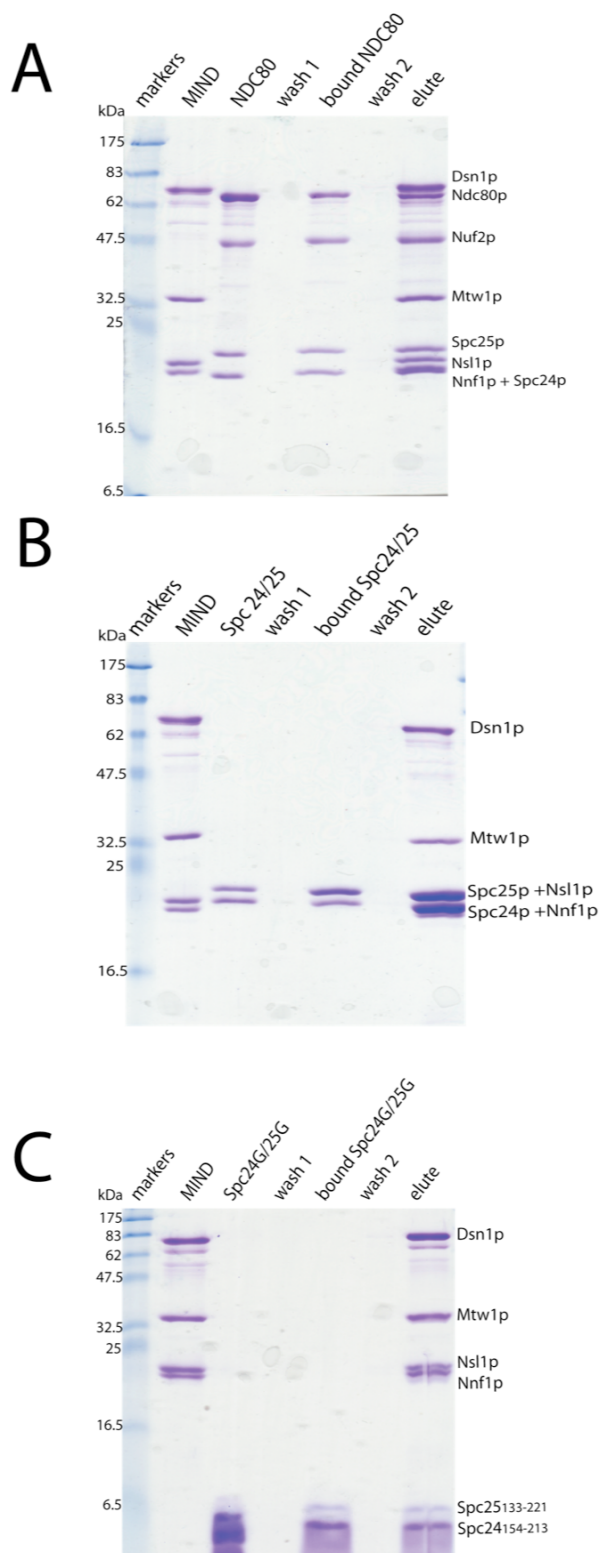 A
markers
MIND
NDC80
wash 1
bound NDC80
wash 2
elute
kDa
175
83
62
47.5
32.5
25
16.5
6.5
Dsn1p
Ndc80p
Nuf2p
Mtw1p
Spc25p
Nsl1p
Nnf1p + Spc24p
B
markers
MIND
Spc 24/25
wash 1
bound Spc24/25
wash 2
elute
kDa
175
83
62
47.5
32.5
25
16.5
Dsn1p
Mtw1p
Spc25p +Nsl1p
Spc24p +Nnf1p
C
markers
MIND
Spc24G/25G
wash 1
bound Spc24G/25G
wash 2
elute
kDa
175
83
62
47.5
32.5
25
16.5
6.5
Dsn1p
Mtw1p
Nsl1p
Nnf1p
Spc25133-221
Spc24154-213